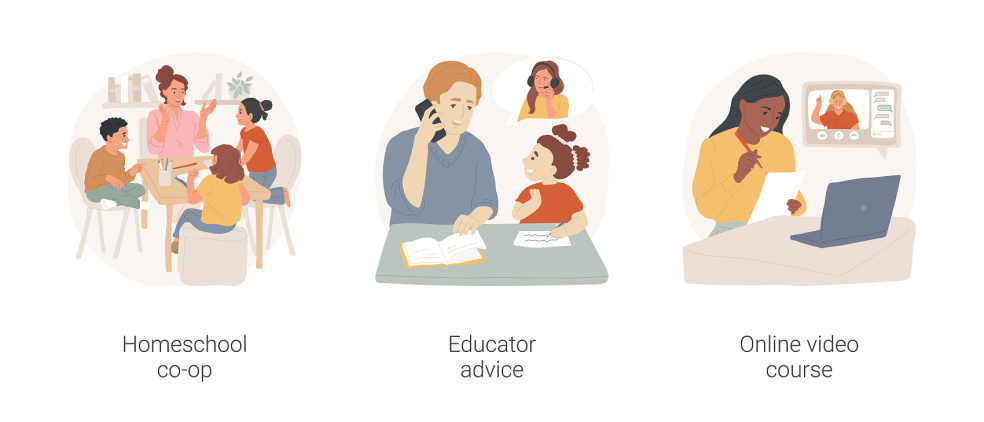 Homeschool
co-op
Educator
advice
Online video
course